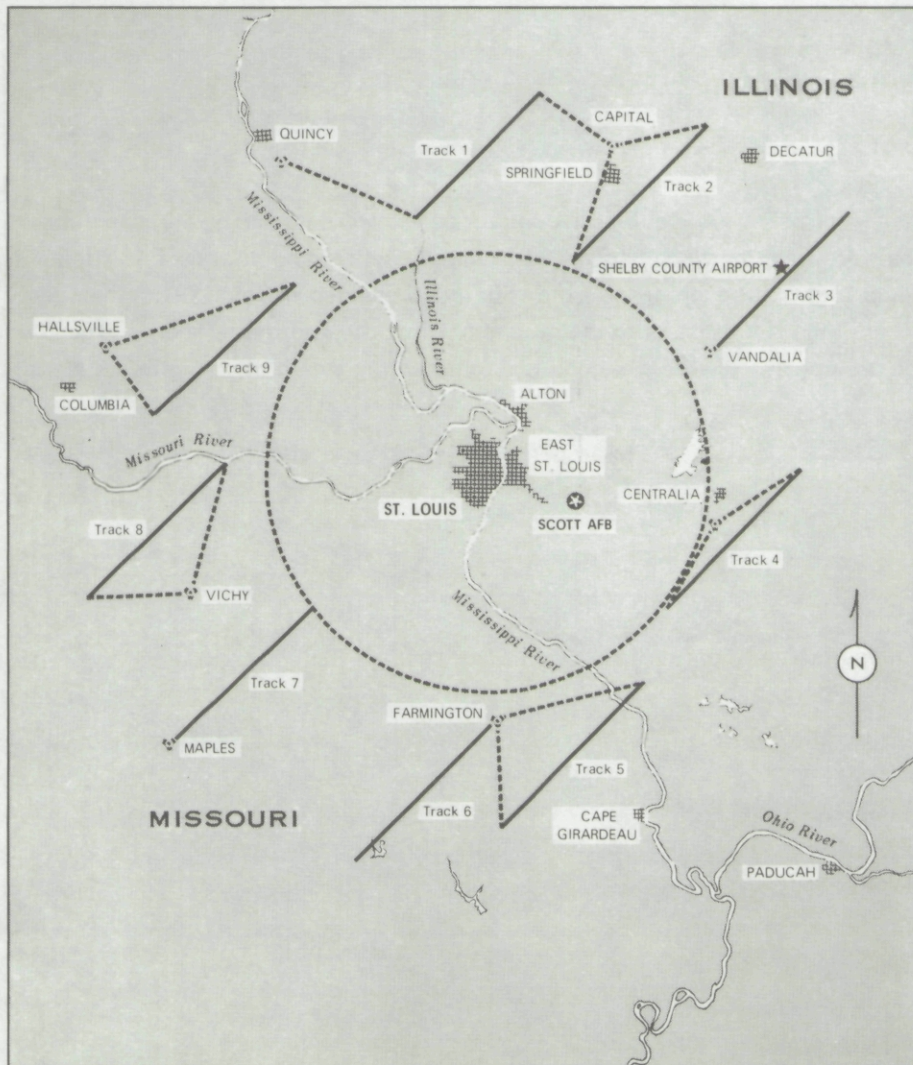 ILLINOIS
CAPITAL
QUINCY
Track 1
DECATUR
SPRINGFIELD
Track 2
Mississippi River
SHELBY COUNTY AIRPORT
Illinois River
Track 3
HALLSVILLE
VANDALIA
Track 9
COLUMBIA
ALTON
Missouri River
EAST
ST. LOUIS
CENTRALIA
ST. LOUIS
SCOTT AFB
Track 8
Track 4
VICHY
Mississippi River
N
Track 7
FARMINGTON
MAPLES
Track 5
MISSOURI
Track 6
CAPE
GIRARDEAU
Ohio River
PADUCAH